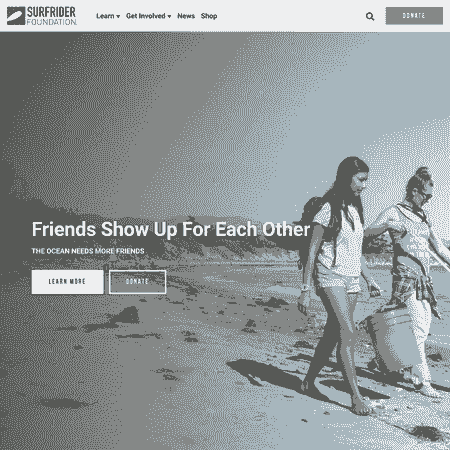 SURFRIDER
FOUNDATION
Learn Get Involved News Shop
DONATE
Friends Show Up For Each Other
THE OCEAN NEEDS MORE FRIENDS
LEARN MORE DONATE